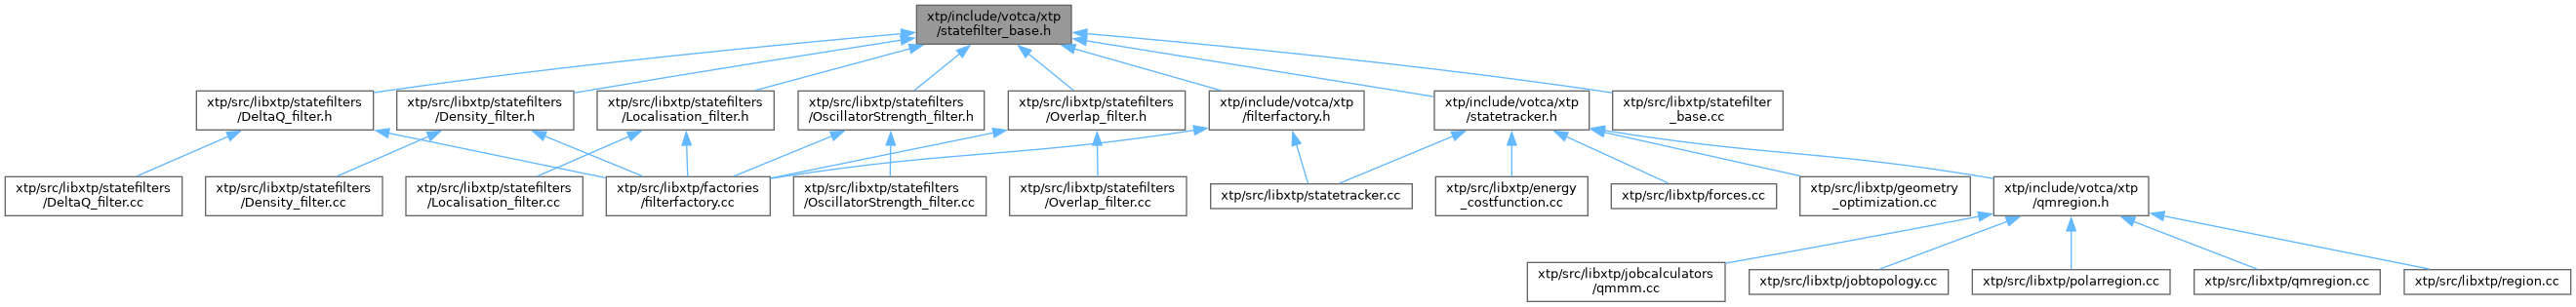 xtp/include/votca/xtp
/statefilter_base.h
xtp/src/libxtp/statefilters
/DeltaQ_filter.h
xtp/src/libxtp/statefilters
/Density_filter.h
xtp/src/libxtp/statefilters
/Localisation_filter.h
xtp/src/libxtp/statefilters
/OscillatorStrength_filter.h
xtp/src/libxtp/statefilters
/Overlap_filter.h
xtp/include/votca/xtp
/filterfactory.h
xtp/include/votca/xtp
/statetracker.h
xtp/src/libxtp/statefilter
_base.cc
xtp/src/libxtp/statefilters
/DeltaQ_filter.cc
xtp/src/libxtp/statefilters
/Density_filter.cc
xtp/src/libxtp/statefilters
/Localisation_filter.cc
xtp/src/libxtp/factories
/filterfactory.cc
xtp/src/libxtp/statefilters
/OscillatorStrength_filter.cc
xtp/src/libxtp/statefilters
/Overlap_filter.cc
xtp/src/libxtp/statetracker.cc
xtp/src/libxtp/energy
_costfunction.cc
xtp/src/libxtp/forces.cc
xtp/src/libxtp/geometry
_optimization.cc
xtp/include/votca/xtp
/qmregion.h
xtp/src/libxtp/jobcalculators
/qmmm.cc
xtp/src/libxtp/jobtopology.cc
xtp/src/libxtp/polarregion.cc
xtp/src/libxtp/qmregion.cc
xtp/src/libxtp/region.cc